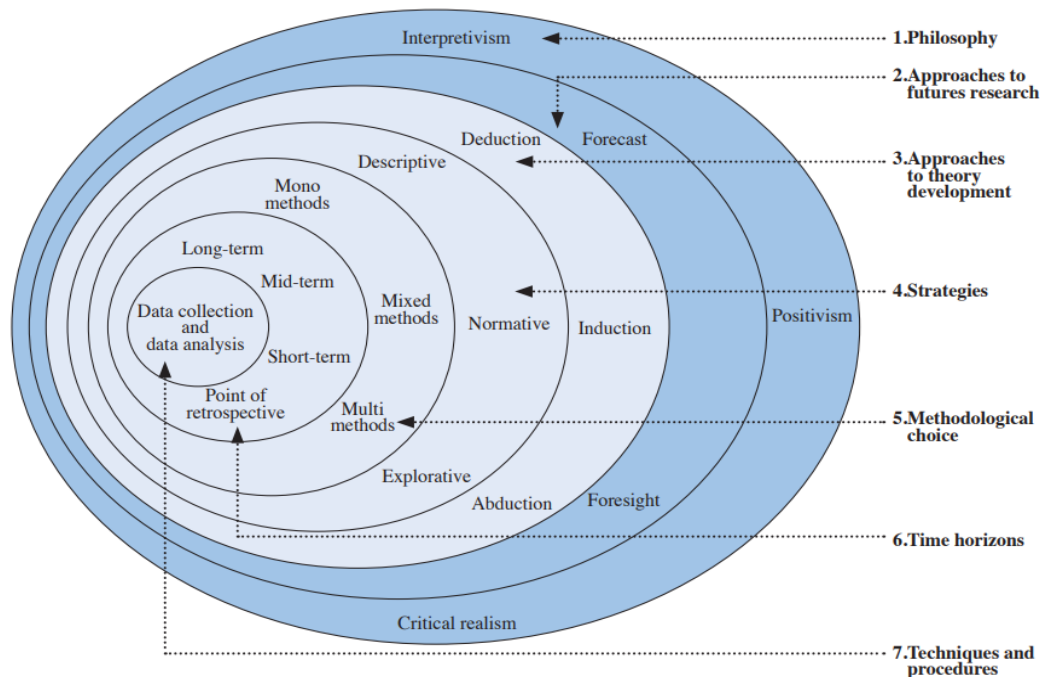 Interpretivism
1.Philosophy
2.Approaches to
futures research
Deduction
Forecast
3.Approaches
to theory
development
Descriptive
Mono
methods
Long-term
Mid-term
4.Strategies
Data collection
and
data analysis
Mixed
methods
Normative
Induction
Positivism
Short-term
Point of
retrospective
Multi
methods
5.Methodological
choice
Explorative
Abduction
Foresight
6.Time horizons
Critical realism
7.Techniques and
procedures